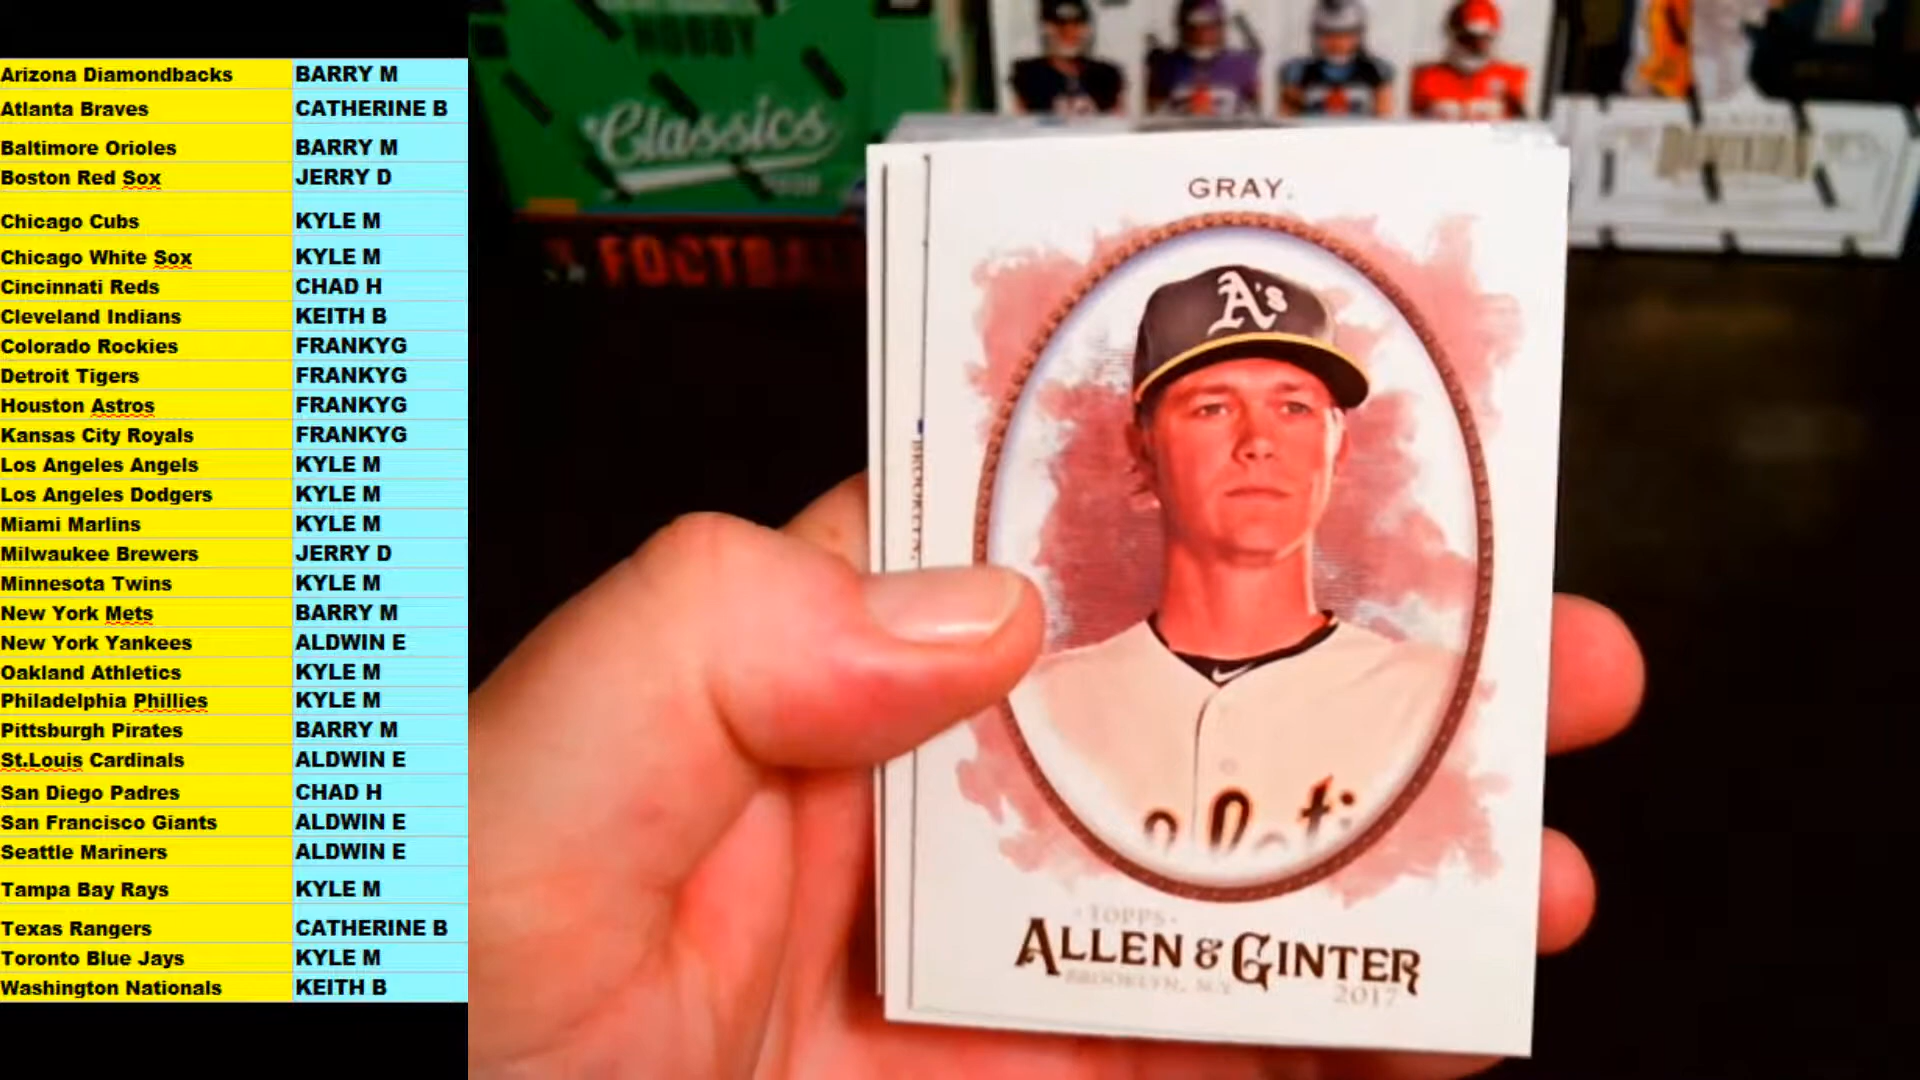 Arizona Diamondbacks BARRY M
Atlanta Braves CATHERINE B
Baltimore Orioles BARRY M
Boston Red Sox JERRY D
Chicago Cubs KYLE M
Chicago White Sox KYLE M
Cincinnati Reds CHAD H
Cleveland Indians KEITH B
Colorado Rockies FRANKYG
Detroit Tigers FRANKYG
Houston Astros FRANKYG
Kansas City Royals FRANKYG
Los Angeles Angels KYLE M
Los Angeles Dodgers KYLE M
Miami Marlins KYLE M
Milwaukee Brewers JERRY D
Minnesota Twins KYLE M
New York Mets BARRY M
New York Yankees ALDWIN E
Oakland Athletics KYLE M
Philadelphia Phillies KYLE M
Pittsburgh Pirates BARRY M
St.Louis Cardinals ALDWIN E
San Diego Padres CHAD H
San Francisco Giants ALDWIN E
Seattle Mariners ALDWIN E
Tampa Bay Rays KYLE M
Texas Rangers CATHERINE B
Toronto Blue Jays KYLE M
Washington Nationals KEITH B
HOBBY
Classics
FOOTBA
GRAY.
A's
TOPPS
ALLEN & GINTER
BROOKLYN, N.Y.
2017